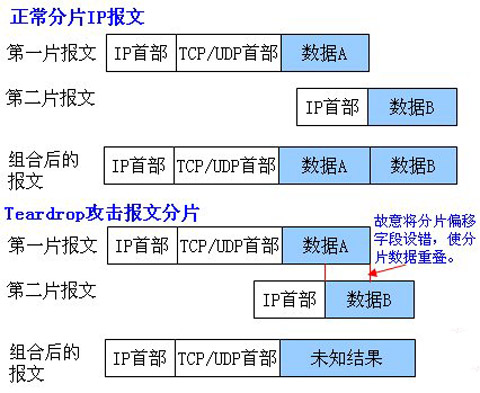 正常分片IP报文
第一片报文 IP首部 TCP/UDP首部 数据A
第二片报文 IP首部 数据B
组合后的
报文 IP首部 TCP/UDP首部 数据A 数据B
Teardrop攻击报文分片
故意将分片偏移
字段设错，使分
片数据重叠。
第一片报文 IP首部 TCP/UDP首部 数据A
第二片报文 IP首部 数据B
组合后的
报文 IP首部 TCP/UDP首部 未知结果